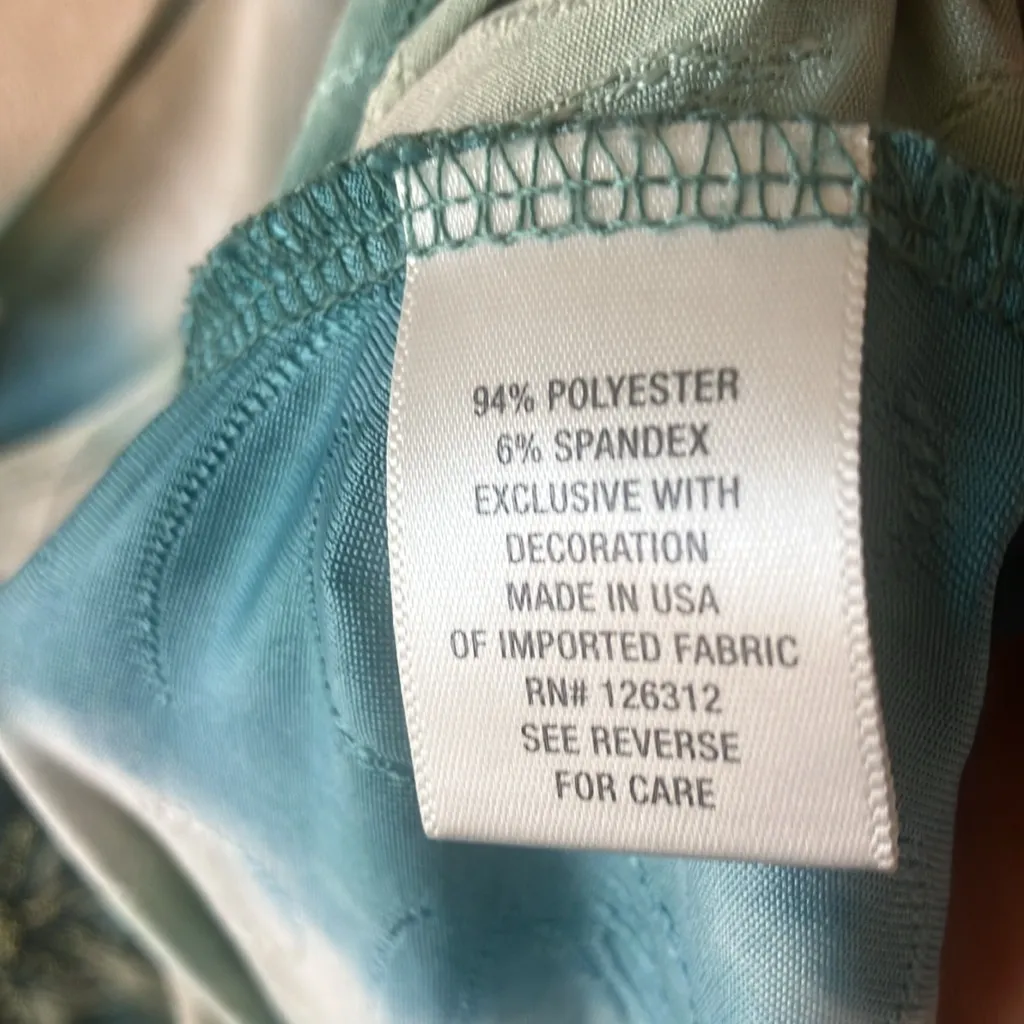 94% POLYESTER
6% SPANDEX
EXCLUSIVE WITH
DECORATION
MADE IN USA
OF IMPORTED FABRIC
RN# 126312
SEE REVERSE
FOR CARE